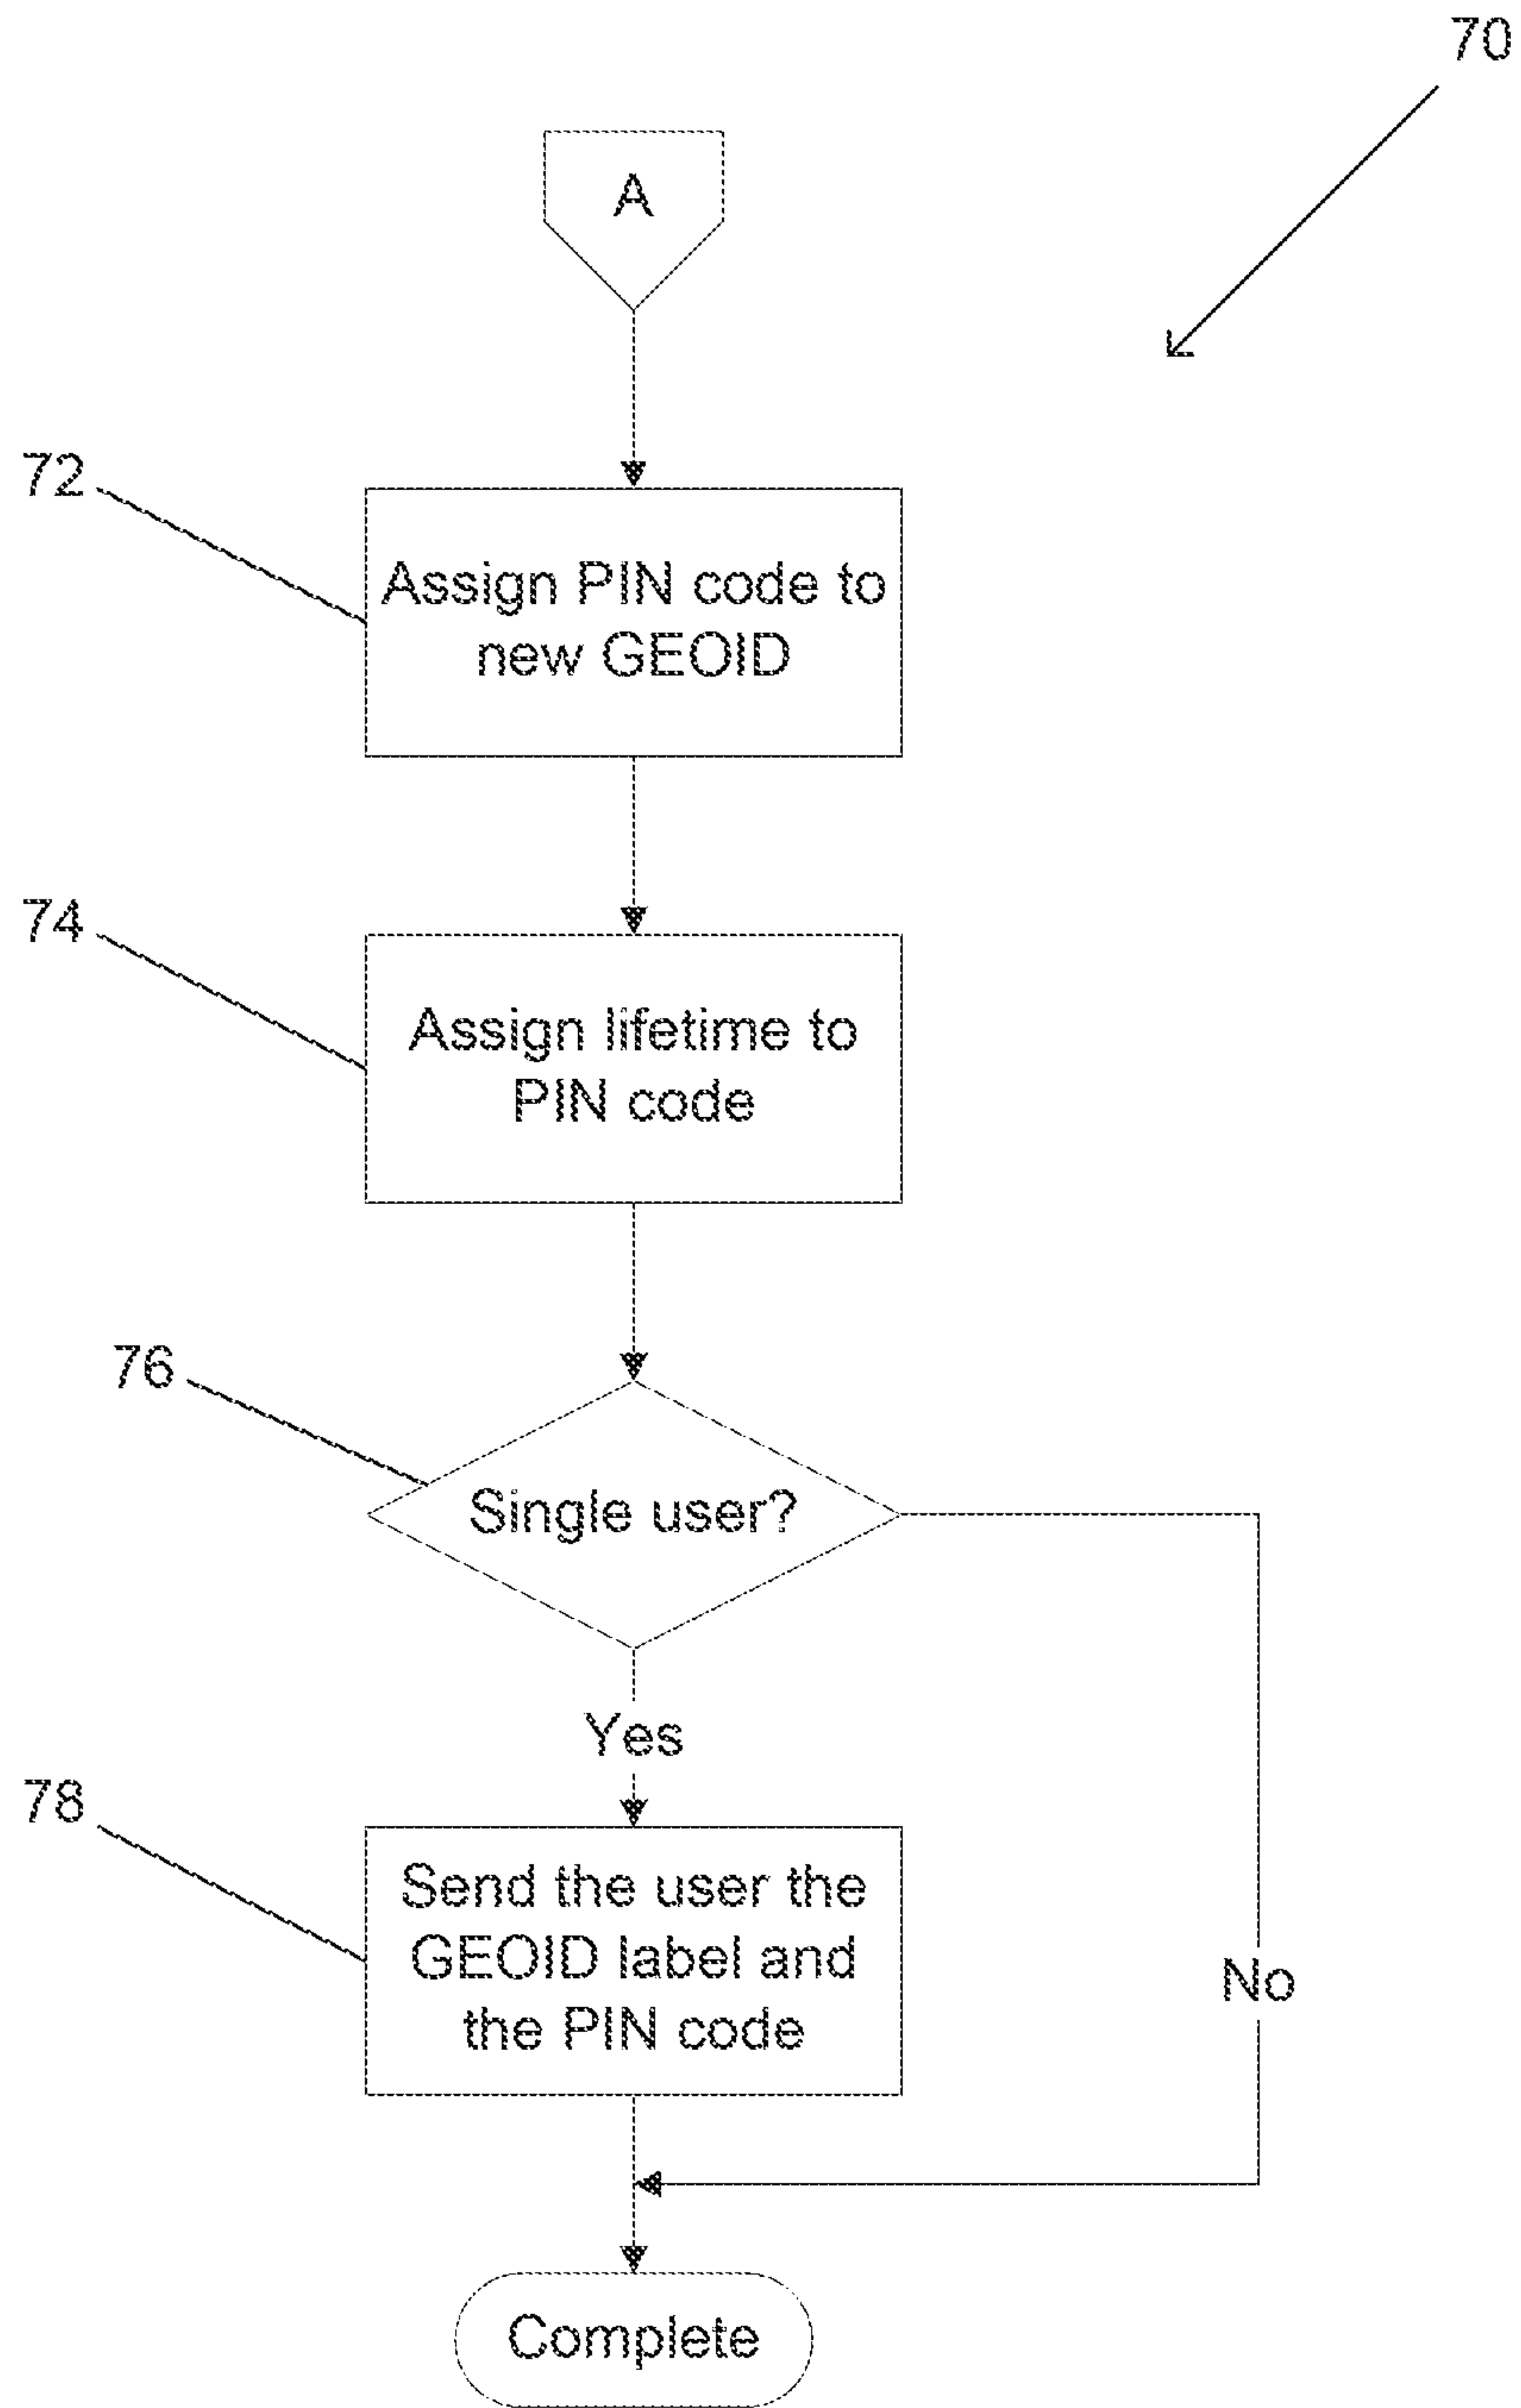 70
A
72
Assign PIN code to
new GEOID
74
Assign lifetime to
PIN code
76
Single user?
Yes
78
Send the user the
GEOID label and
the PIN code
No
Complete